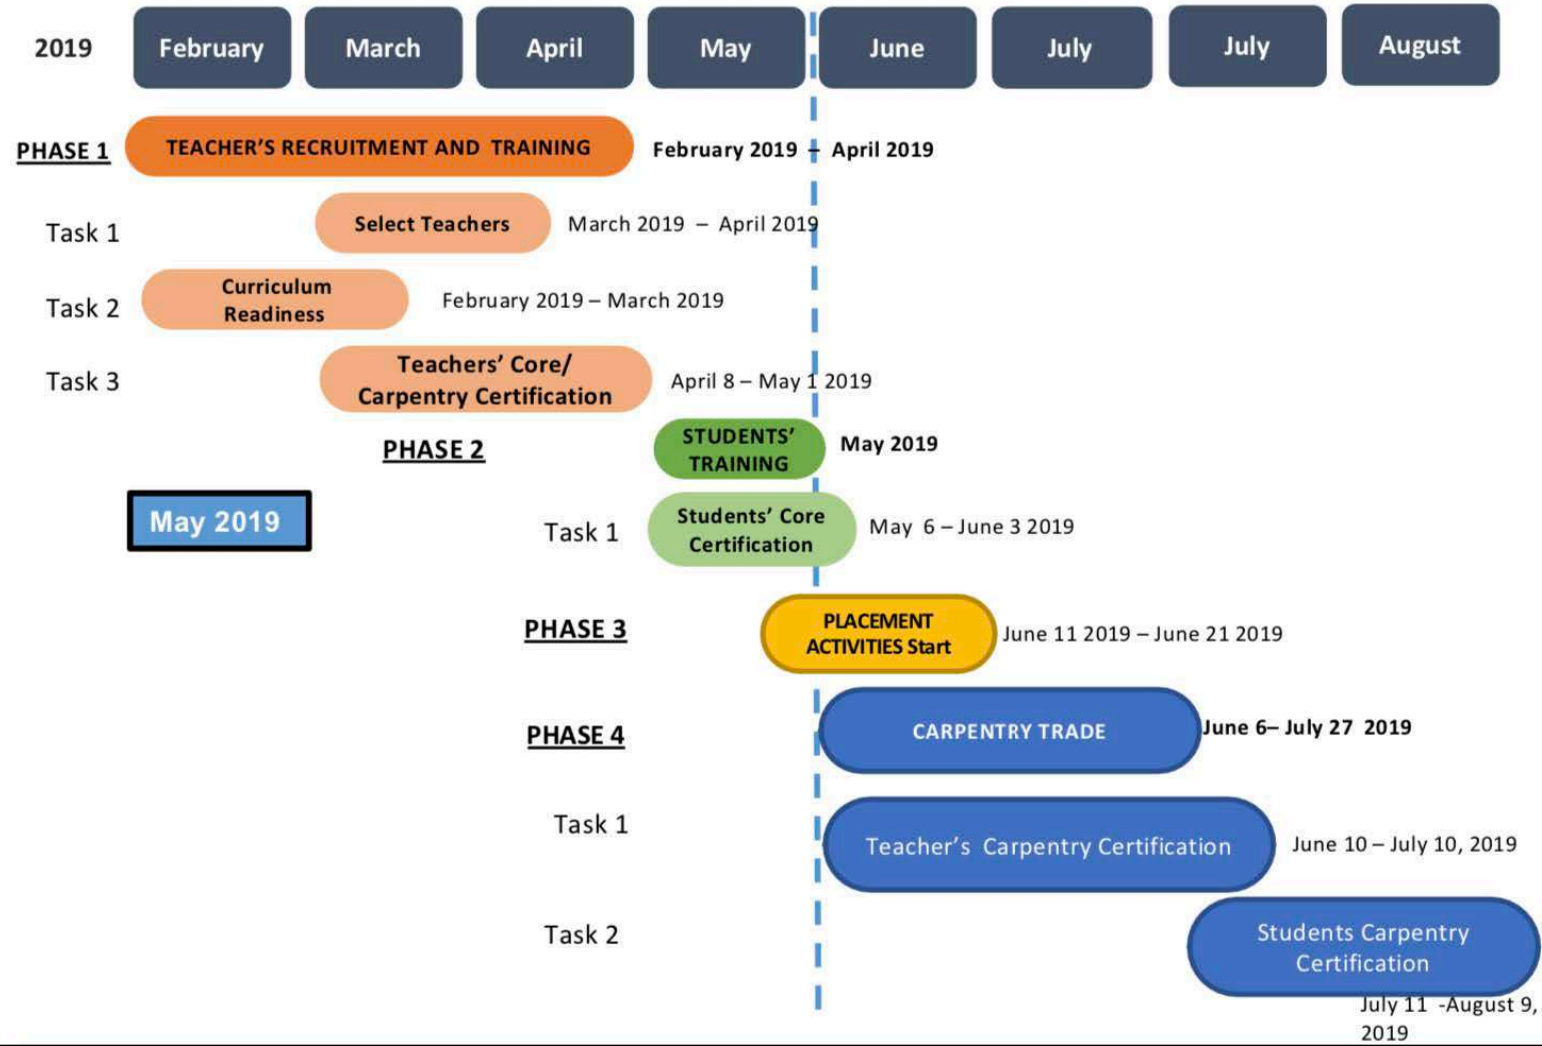 2019 February March April May June July July August
PHASE 1 TEACHER’S RECRUITMENT AND TRAINING February 2019 – April 2019
Task 1 Select Teachers March 2019 – April 2019
Task 2 Curriculum
Readiness February 2019 – March 2019
Task 3 Teachers’ Core/
Carpentry Certification April 8 – May 1 2019
PHASE 2 STUDENTS’
TRAINING May 2019
May 2019
Task 1 Students’ Core
Certification May 6 – June 3 2019
PHASE 3 PLACEMENT
ACTIVITIES Start June 11 2019 – June 21 2019
PHASE 4 CARPENTRY TRADE June 6– July 27 2019
Task 1 Teacher’s Carpentry Certification June 10 – July 10, 2019
Task 2 Students Carpentry
Certification
July 11 -August 9,
2019